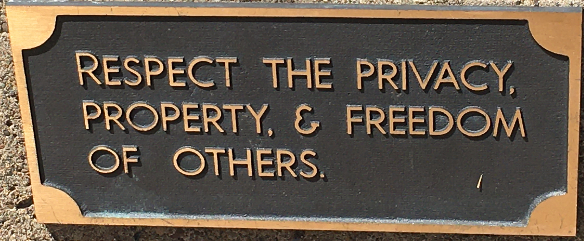 RESPECT THE PRIVACY,
PROPERTY, & FREEDOM
OF OTHERS.